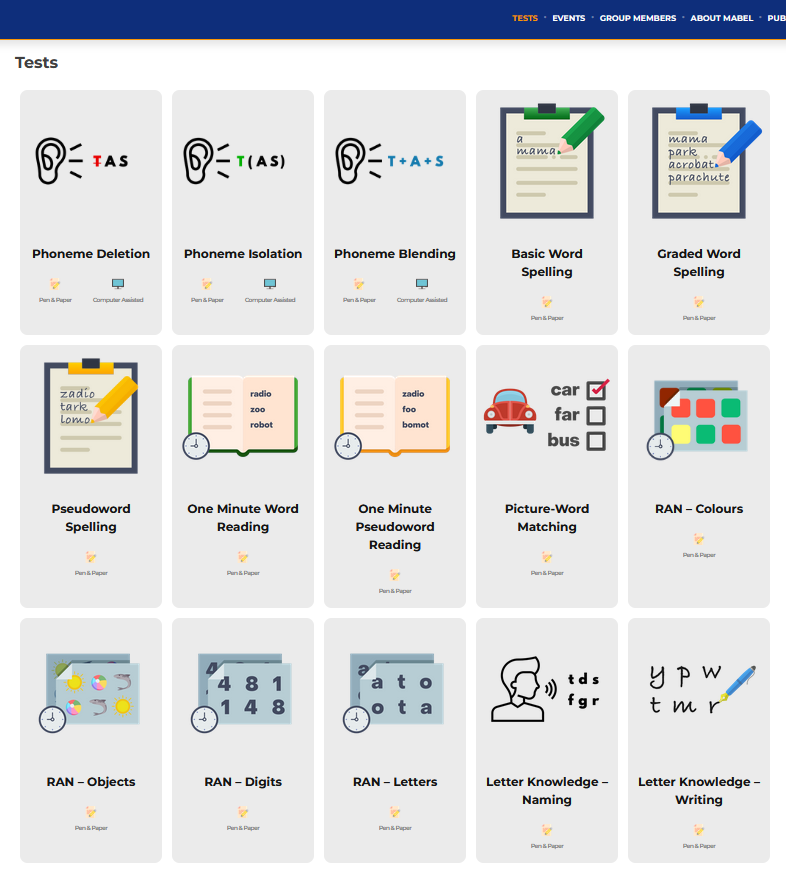 TESTS • EVENTS • GROUP MEMBERS • ABOUT MABEL • PUB
Tests
TAS
T(AS)
T+A+S
a
mama
mama
park
acrobat
parachute
Phoneme Deletion
Phoneme Isolation
Phoneme Blending
Basic Word
Spelling
Graded Word
Spelling
Pen & Paper
Computer Assisted
Pen & Paper
Computer Assisted
Pen & Paper
Computer Assisted
Pen & Paper
Pen & Paper
zadio
tark
lomo
radio
zoo
robot
zadio
foo
bomot
car
far
bus
Pseudoword
Spelling
One Minute Word
Reading
One Minute
Pseudoword
Reading
Picture-Word
Matching
RAN – Colours
Pen & Paper
Pen & Paper
Pen & Paper
Pen & Paper
Pen & Paper
4 8 1
1 4 8
a t o
o t a
t d s
f g r
y p w
t m r
RAN – Objects
RAN – Digits
RAN – Letters
Letter Knowledge –
Naming
Letter Knowledge –
Writing
Pen & Paper
Pen & Paper
Pen & Paper
Pen & Paper
Pen & Paper